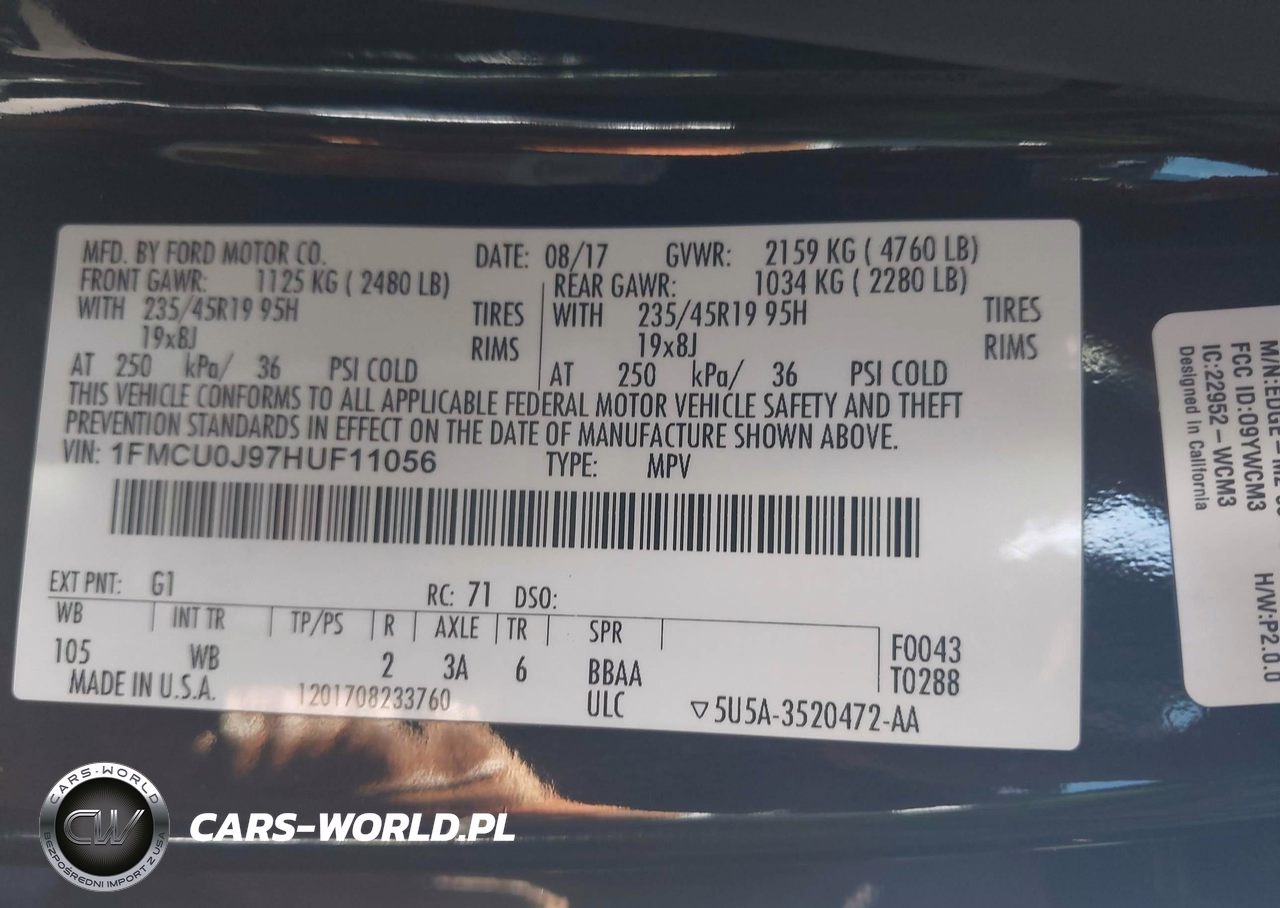 MFD. BY FORD MOTOR CO. DATE: 08/17 GVWR: 2159 KG ( 4760 LB)
FRONT GAWR: 1125 KG ( 2480 LB) REAR GAWR: 1034 KG ( 2280 LB)
WITH 235/45R19 95H TIRES WITH 235/45R19 95H TIRES
19x8J RIMS 19x8J RIMS
AT 250 kPa/ 36 PSI COLD AT 250 kPa/ 36 PSI COLD
THIS VEHICLE CONFORMS TO ALL APPLICABLE FEDERAL MOTOR VEHICLE SAFETY AND THEFT
PREVENTION STANDARDS IN EFFECT ON THE DATE OF MANUFACTURE SHOWN ABOVE.
VIN: 1FMCU0J97HUF11056 TYPE: MPV
EXT PNT: G1 RC: 71 DSO:
WB INT TR TP/PS R AXLE TR SPR F0043
105 WB 2 3A 6 BBAA T0288
MADE IN U.S.A. 1201708233760 ULC ▽5U5A-3520472-AA
FCC ID:09YWCM3
IC:22952-WCM3
Designed in California
H/W:P2.0.0
CARS-WORLD
CW
BEZPOŚREDNI IMPORT Z USA
CARS-WORLD.PL